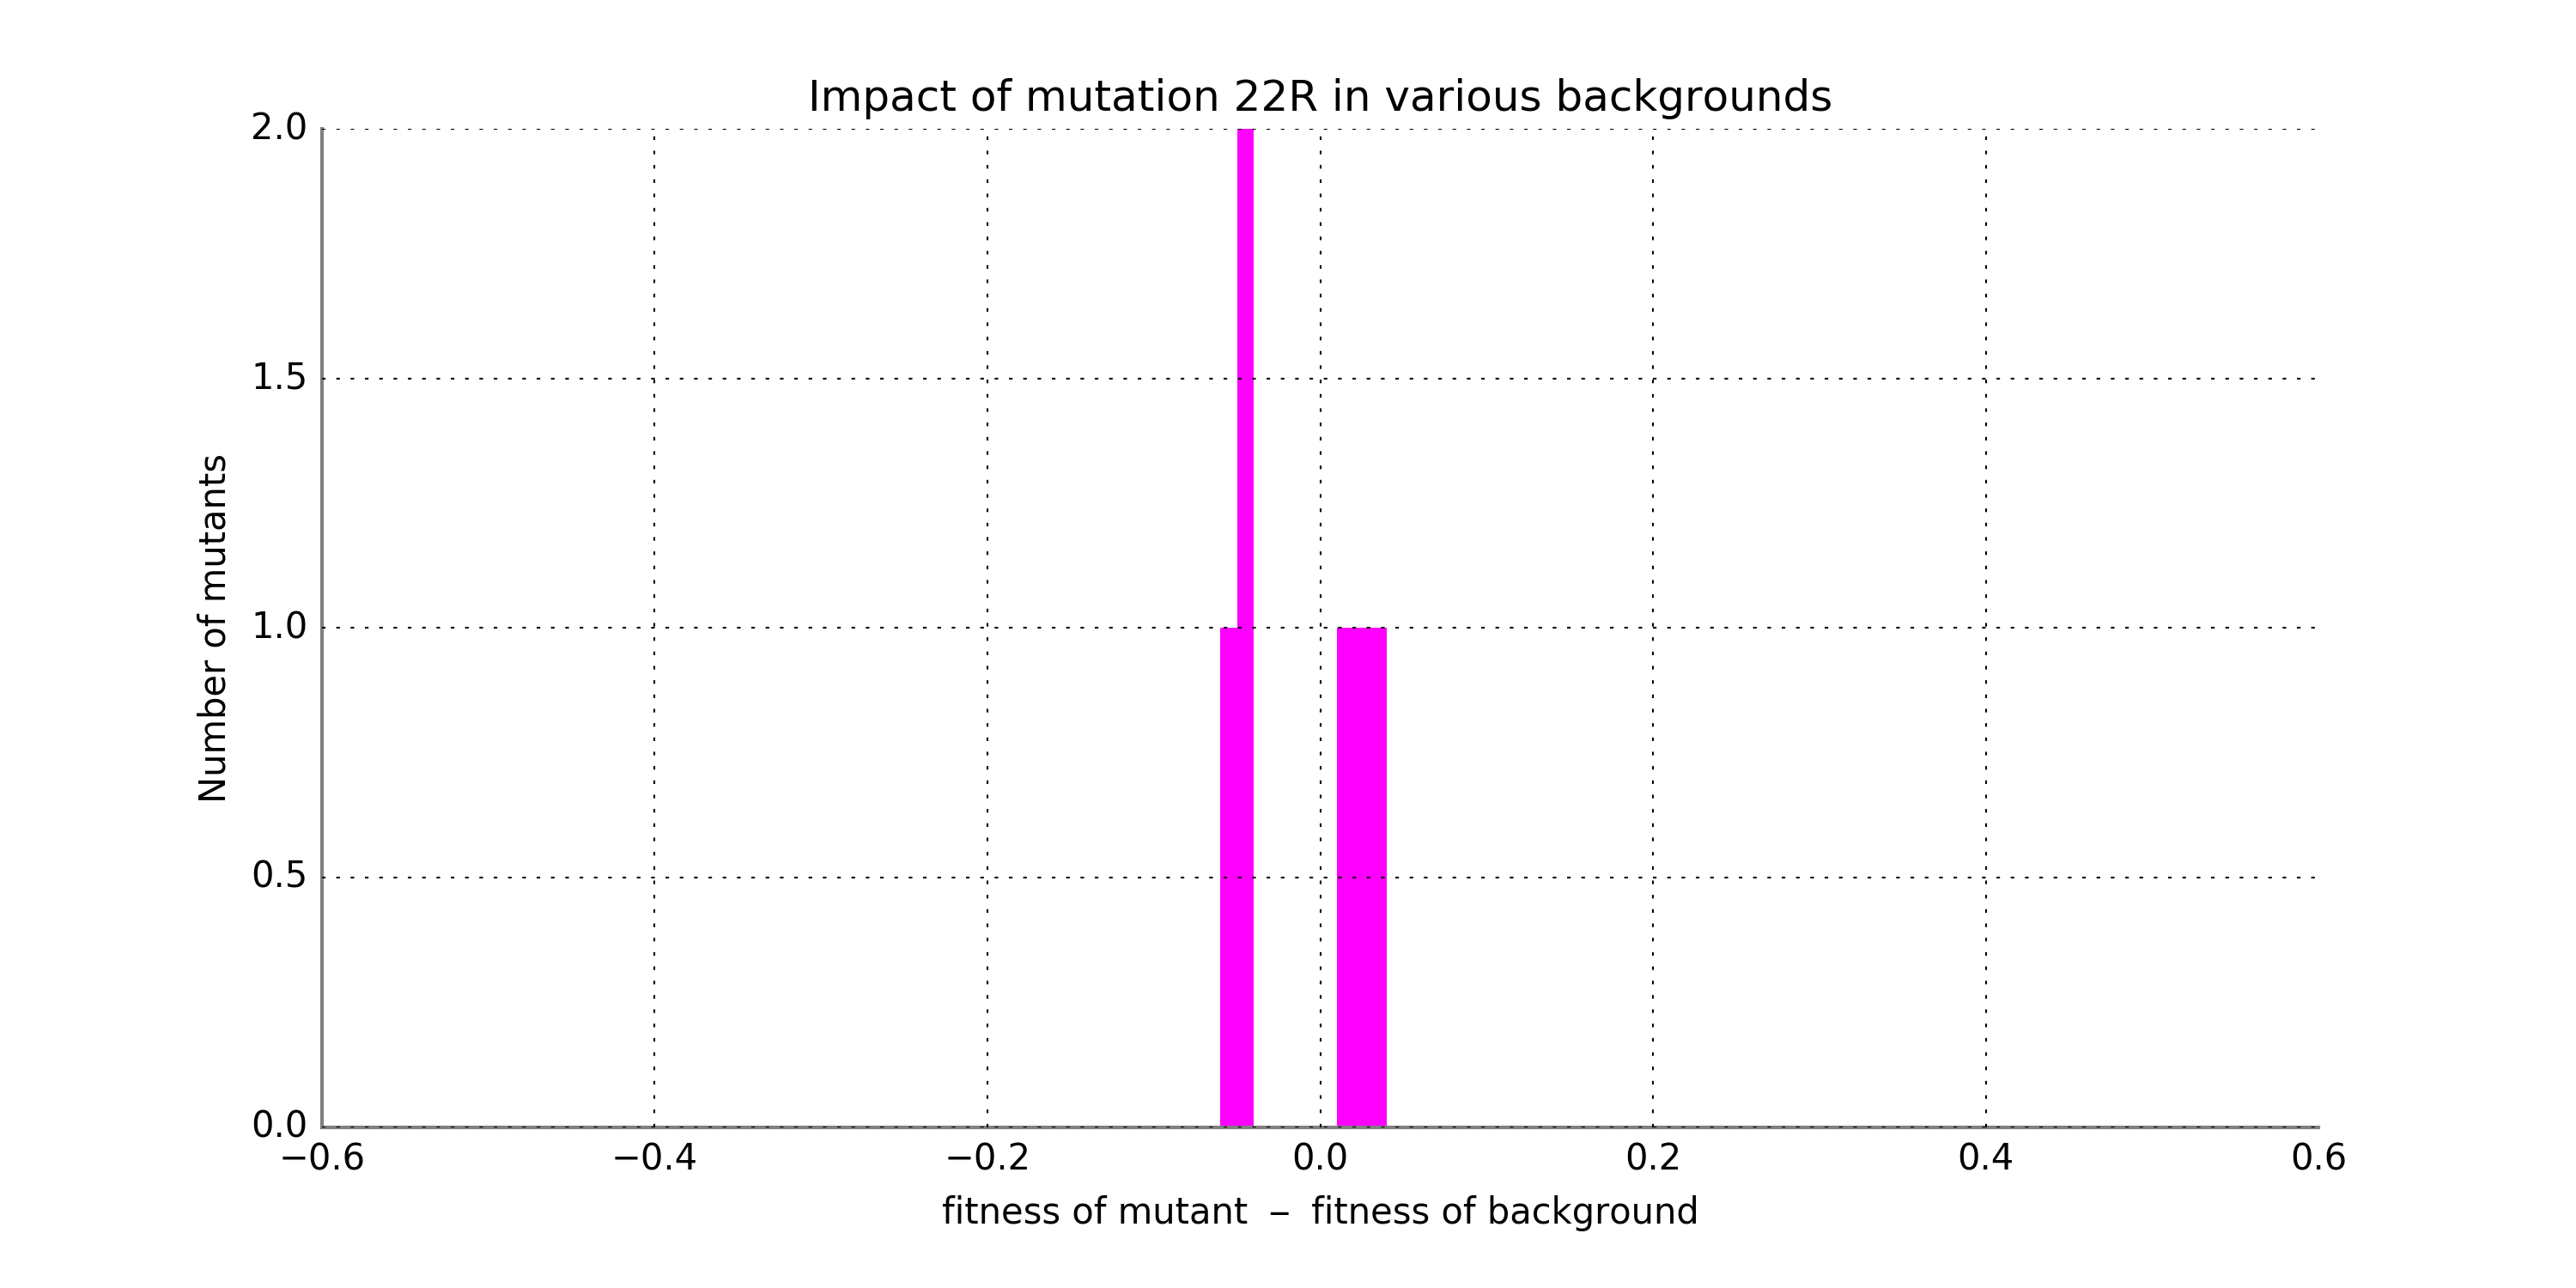 Impact of mutation 22R in various backgrounds
2.0
1.5
1.0
0.5
0.0
Number of mutants
−0.6 −0.4 −0.2 0.0 0.2 0.4 0.6
fitness of mutant − fitness of background